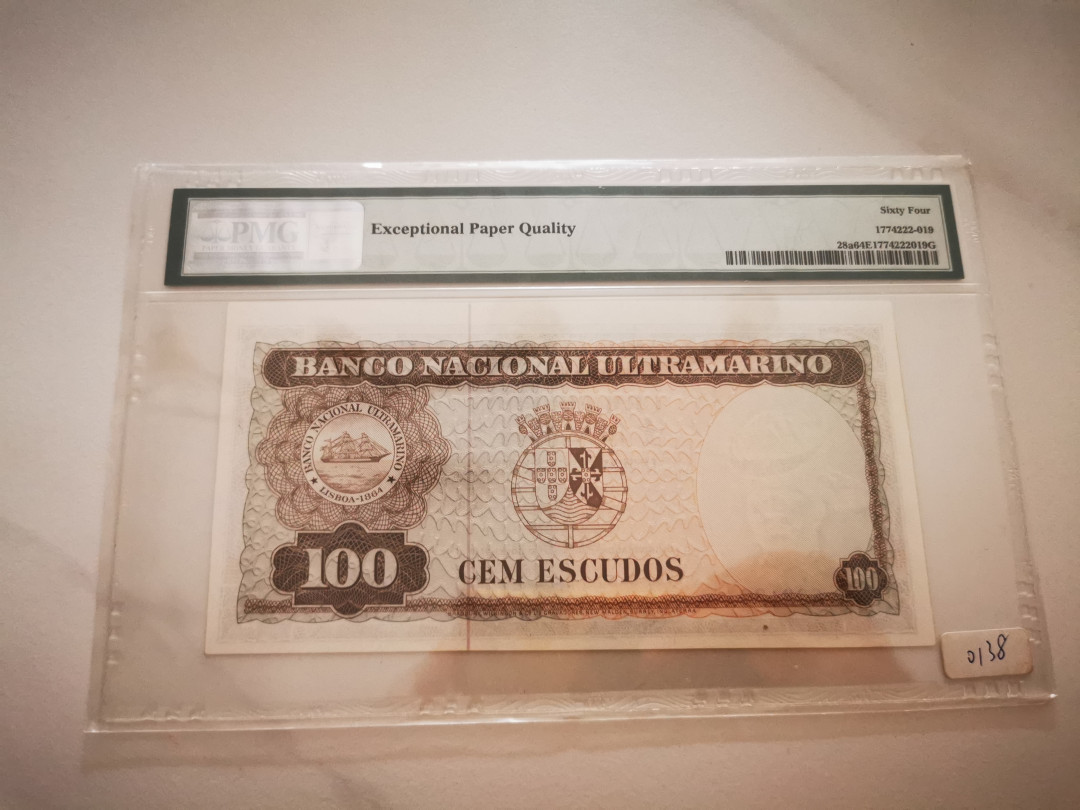 PMG
Exceptional Paper Quality
Sixty Four
1774222-019
28a64E1774222019G
BANCO NACIONAL ULTRAMARINO
BANCO NACIONAL ULTRAMARINO
LISBOA-1864
100
CEM ESCUDOS
100
0138